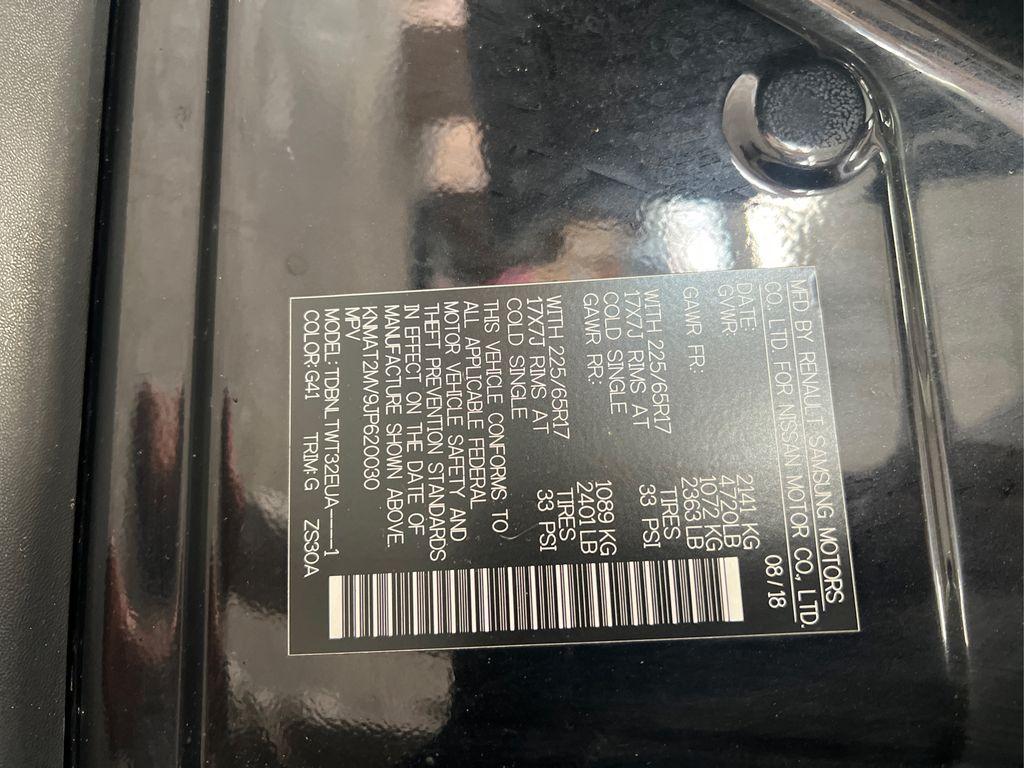 MFD BY RENAULT SAMSUNG MOTORS
CO., LTD. FOR NISSAN MOTOR CO., LTD.
DATE: 08/18
GVWR: 2141 KG
4720LB
GAWR FR: 1072 KG
2363LB
WITH 225/65R17 TIRES
17X7J RIMS AT 33 PSI
COLD SINGLE
GAWR RR: 1089 KG
2401LB
WITH 225/65R17 TIRES
17X7J RIMS AT 33 PSI
COLD SINGLE
THIS VEHICLE CONFORMS TO
ALL APPLICABLE FEDERAL
MOTOR VEHICLE SAFETY AND
THEFT PREVENTION STANDARDS
IN EFFECT ON THE DATE OF
MANUFACTURE SHOWN ABOVE.
KNMAT2MV9JP620030
MPV
MODEL: TDBNLTWT32EUA----1
COLOR:G41 TRIM:G ZS30A